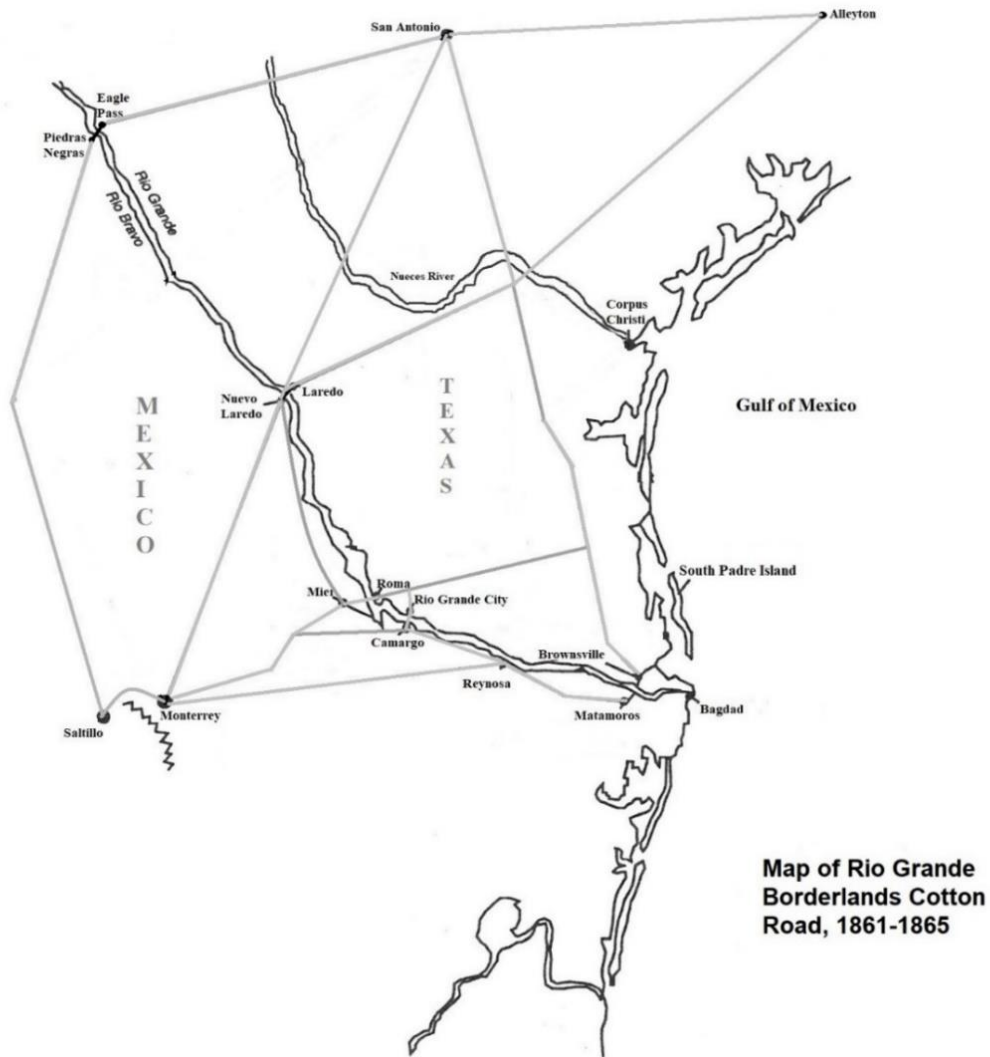 San Antonio
Alleyton
Eagle
Pass
Piedras
Negras
Rio Grande
Rio Bravo
Nueces River
Corpus
Christi
Laredo
Nuevo
Laredo
MEXICO
TEXAS
Gulf of Mexico
South Padre Island
Roma
Mier
Rio Grande City
Camargo
Brownsville
Reynosa
Matamoros
Bagdad
Monterrey
Saltillo
Map of Rio Grande
Borderlands Cotton
Road, 1861-1865